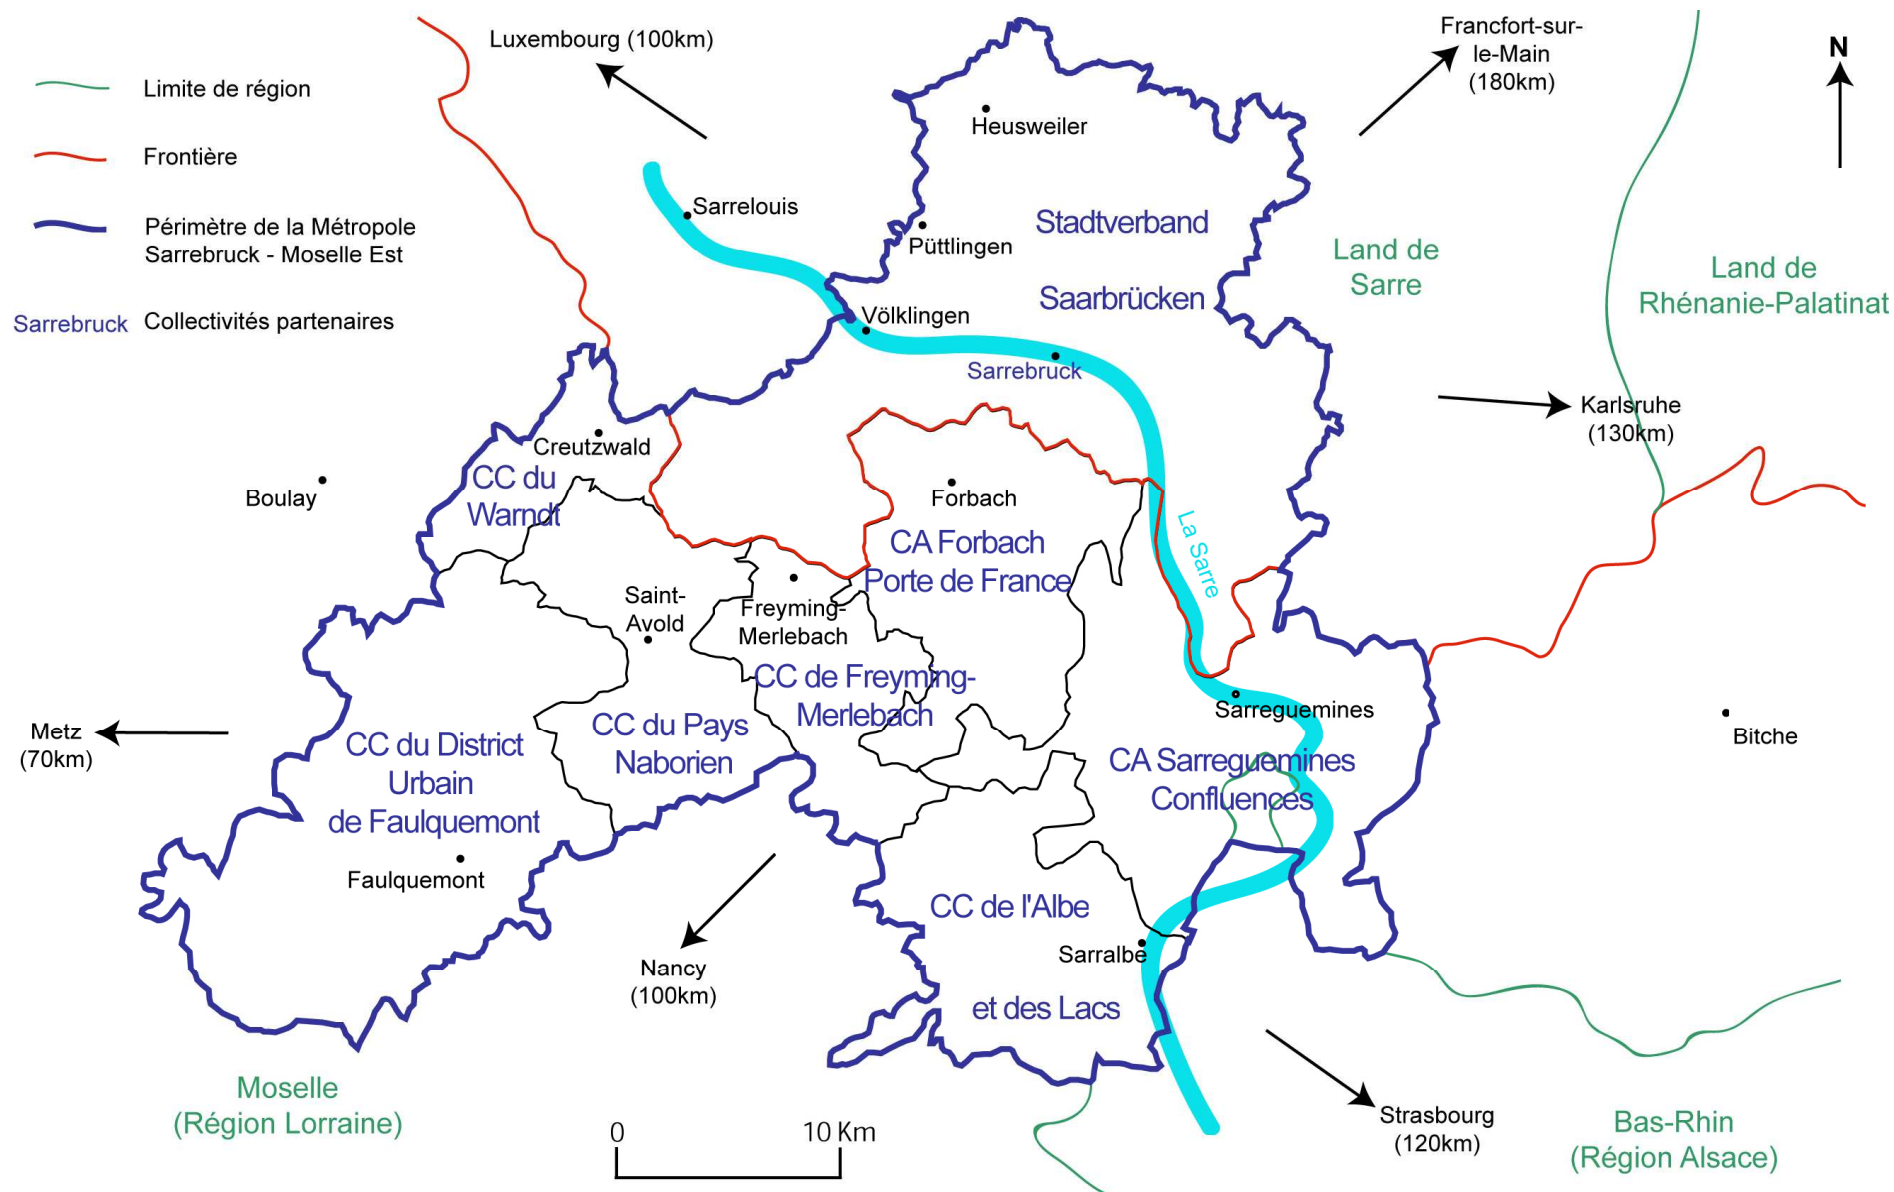 Limite de région
Frontière
Périmètre de la Métropole
Sarrebruck - Moselle Est
Sarrebruck
Collectivités partenaires
Luxembourg (100km)
Francfort-sur-
le-Main
(180km)
N
Heusweiler
Sarrelouis
Püttlingen
Stadtverband
Saarbrücken
Land de
Sarre
Land de
Rhénanie-Palatinat
Völklingen
Sarrebruck
Karlsruhe
(130km)
Creutzwald
CC du
Warndt
Boulay
Forbach
CA Forbach
Porte de France
La Sarre
Saint-
Avold
Freyming-
Merlebach
CC de Freyming-
Merlebach
Sarreguemines
Bitche
Metz
(70km)
CC du District
Urbain
de Faulquemont
CC du Pays
Naborien
CA Sarreguemines
Confluences
Faulquemont
CC de l'Albe
et des Lacs
Sarralbe
Nancy
(100km)
Moselle
(Région Lorraine)
0
10 Km
Strasbourg
(120km)
Bas-Rhin
(Région Alsace)